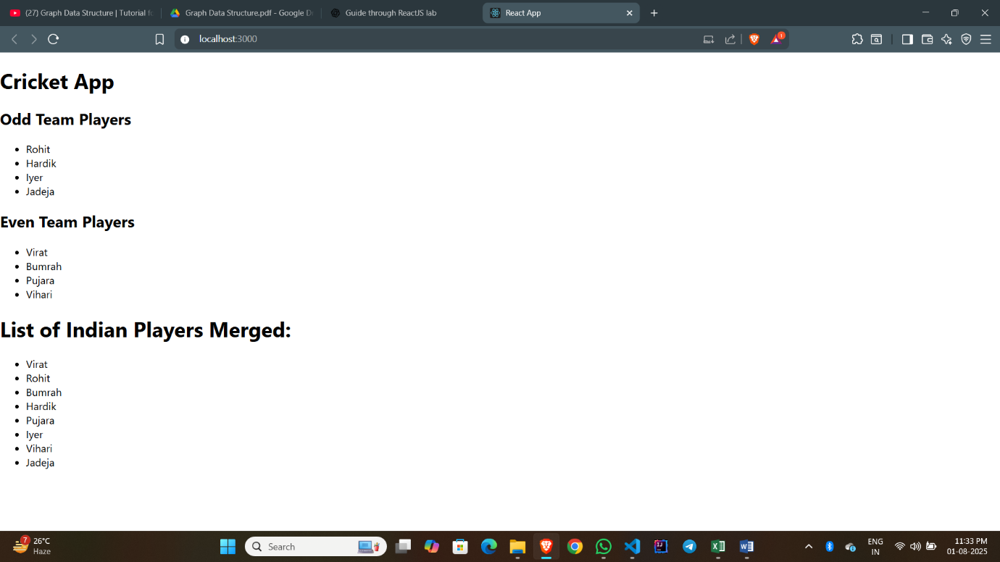 (27) Graph Data Structure | Tutorial fo
Graph Data Structure.pdf - Google D
Guide through ReactJS lab
React App
localhost:3000
1
Cricket App
Odd Team Players
Rohit
Hardik
Iyer
Jadeja
Even Team Players
Virat
Bumrah
Pujara
Vihari
List of Indian Players Merged:
Virat
Rohit
Bumrah
Hardik
Pujara
Iyer
Vihari
Jadeja
7
26°C
Haze
Search
ENG
IN
11:33 PM
01-08-2025